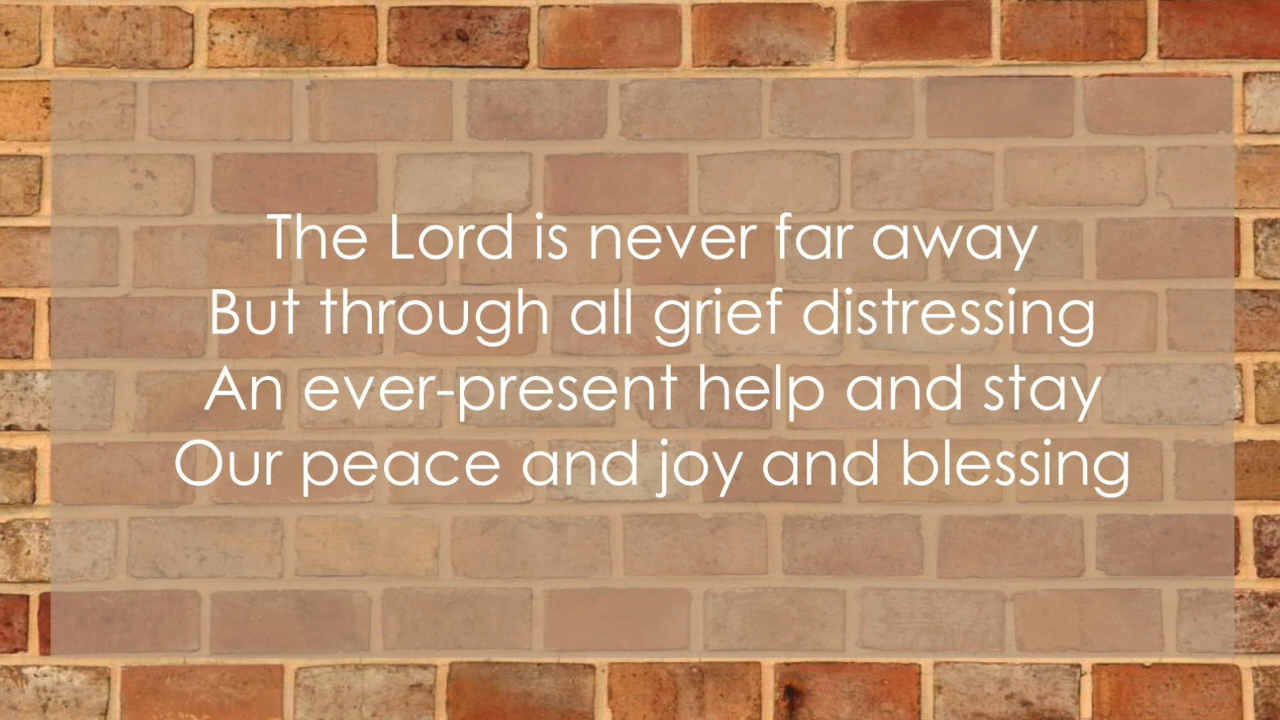 The Lord is never far away
But through all grief distressing
An ever-present help and stay
Our peace and joy and blessing